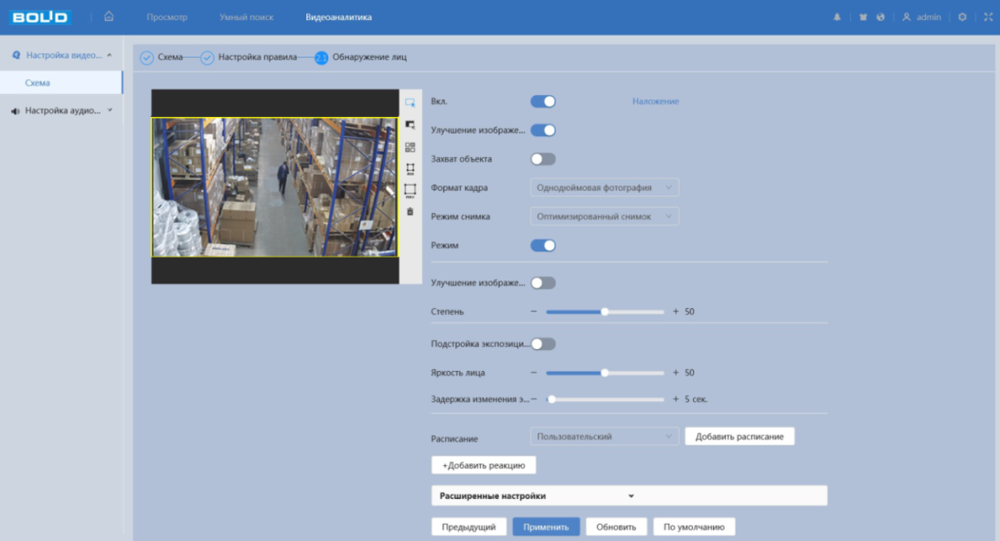 BOLID Просмотр Умный поиск Видеоаналитика admin
Настройка видео...
Схема
Настройка аудио...
Схема Настройка правила 2.1 Обнаружение лиц
Вкл. Наложение
Улучшение изображе...
Захват объекта
Формат кадра Однодюймовая фотография
Режим снимка Оптимизированный снимок
Режим
Улучшение изображе...
Степень − + 50
Подстройка экспозици...
Яркость лица − + 50
Задержка изменения э... − + 5 сек.
Расписание Пользовательский Добавить расписание
+Добавить реакцию
Расширенные настройки
Предыдущий Применить Обновить По умолчанию